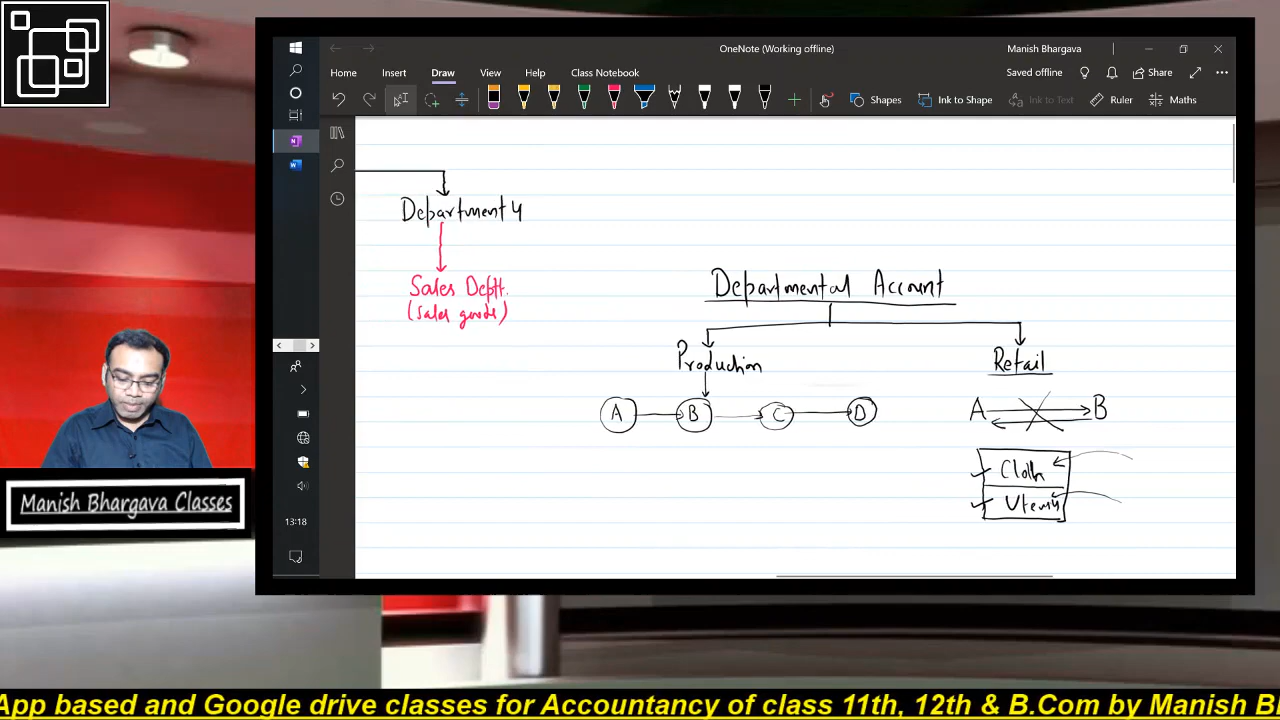 OneNote (Working offline)
Manish Bhargava
Home Insert Draw View Help Class Notebook
Saved offline
Share
Shapes
Ink to Shape
Ink to Text
Ruler
Maths
Department 4
Sales Deptt.
(Sales goods)
Departmental Account
Production
Retail
A B C D
A B
Cloth
Manish Bhargava Classes
13:18
App based and Google drive classes for Accountancy of class 11th, 12th & B.Com by Manish B